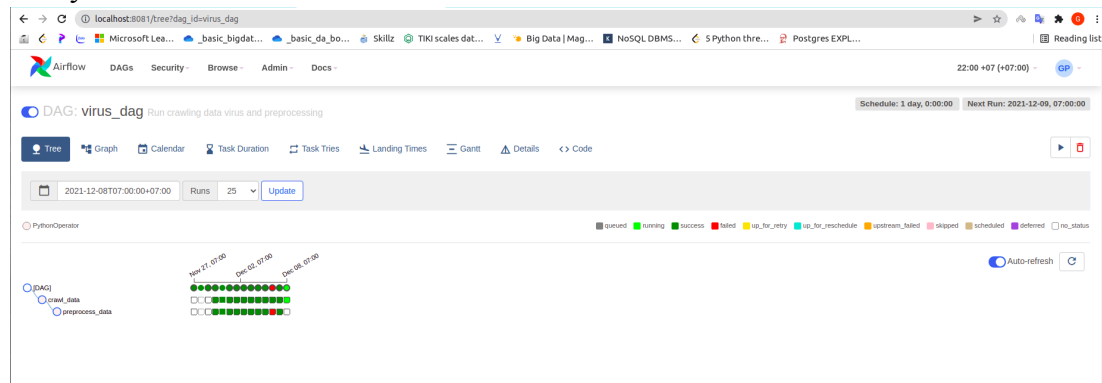 localhost:8081/tree?dag_id=virus_dag
G
Microsoft Lea... _basic_bigdat... _basic_da_bo... Skillz TIKI scales dat... Big Data | Mag... NoSQL DBMS... 5 Python thre... Postgres EXPL... Reading list
Airflow DAGs Security Browse Admin Docs 22:00 +07 (+07:00) GP
DAG: virus_dag Run crawling data virus and preprocessing Schedule: 1 day, 0:00:00 Next Run: 2021-12-09, 07:00:00
Tree Graph Calendar Task Duration Task Tries Landing Times Gantt Details <> Code
2021-12-08T07:00:00+07:00 Runs 25 Update
PythonOperator queued running success failed up_for_retry up_for_reschedule upstream_failed skipped scheduled deferred no_status
Nov 27, 07:00 Dec 02, 07:00 Dec 08, 07:00 Auto-refresh
[DAG]
crawl_data
preprocess_data